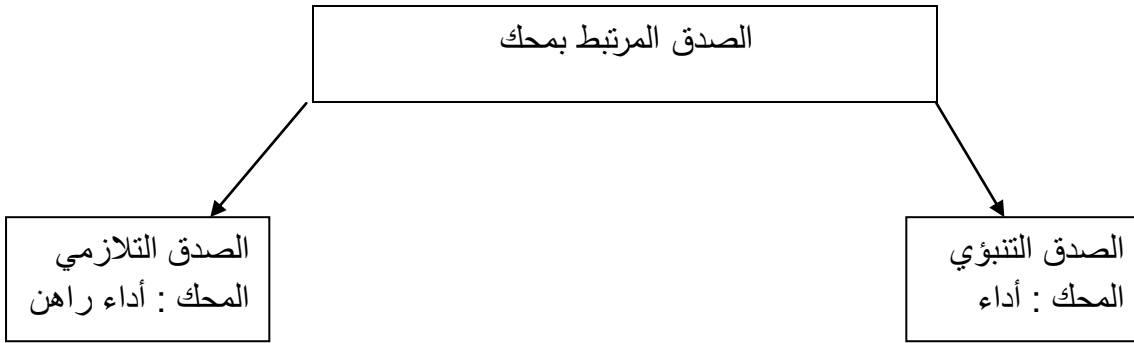 الصدق المرتبط بمحك
الصدق التنبؤي
المحك : أداء
الصدق التلازمي
المحك : أداء راهن